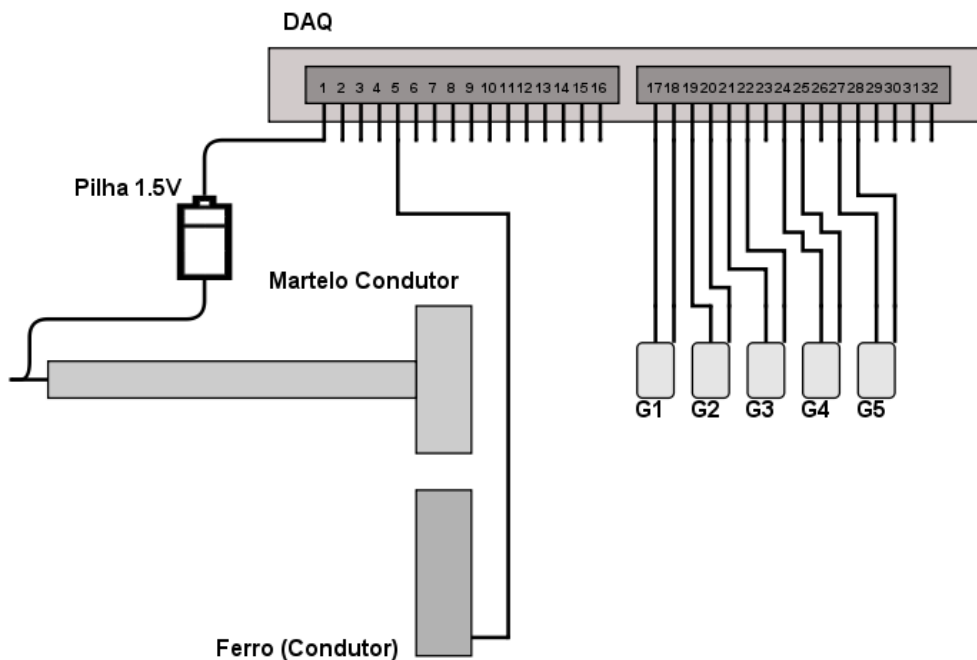 DAQ
1 2 3 4 5 6 7 8 9 10 11 12 13 14 15 16
17 18 19 20 21 22 23 24 25 26 27 28 29 30 31 32
Pilha 1.5V
Martelo Condutor
G1 G2 G3 G4 G5
Ferro (Condutor)